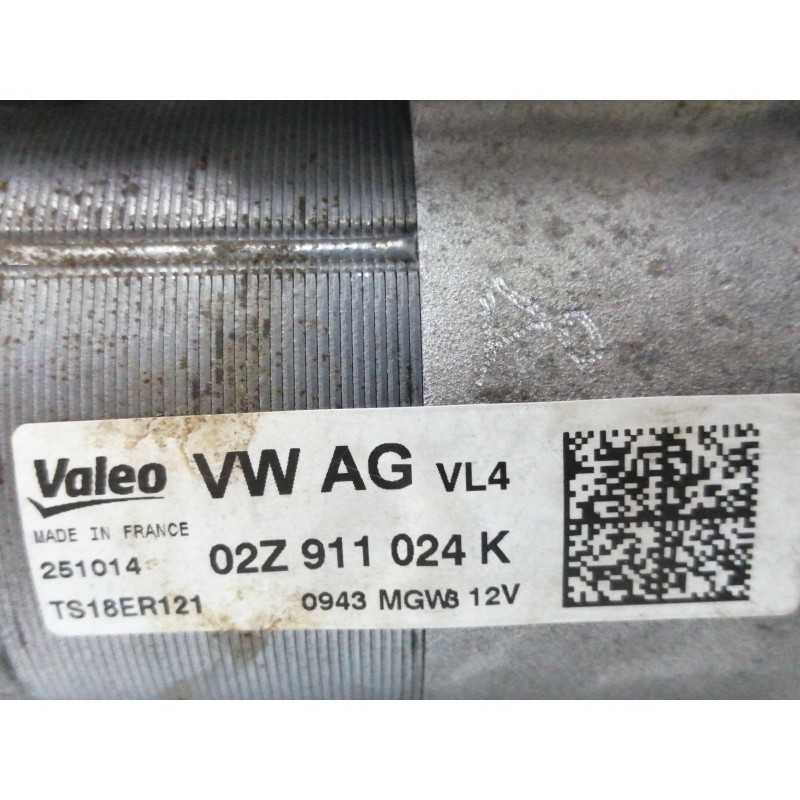 Valeo VW AG VL4
MADE IN FRANCE
251014 02Z 911 024 K
TS18ER121 0943 MGW3 12V